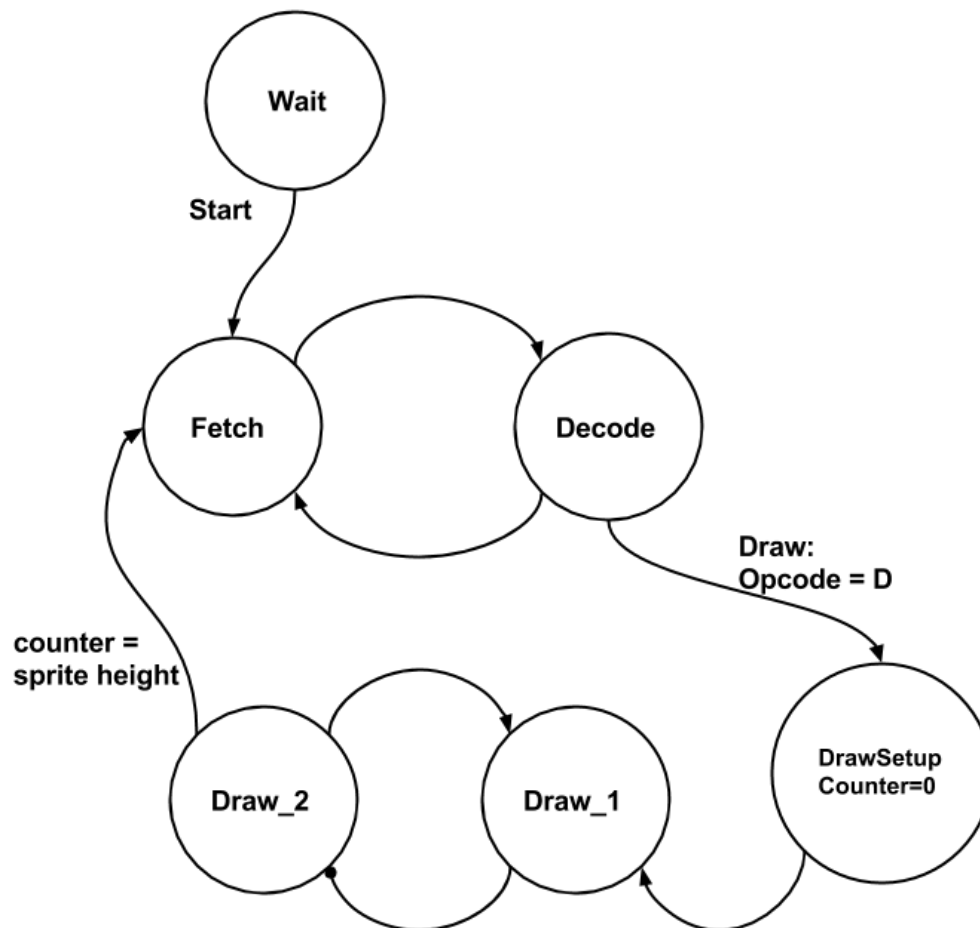 Wait
Start
Fetch
Decode
Draw:
Opcode = D
counter =
sprite height
DrawSetup
Counter=0
Draw_2
Draw_1